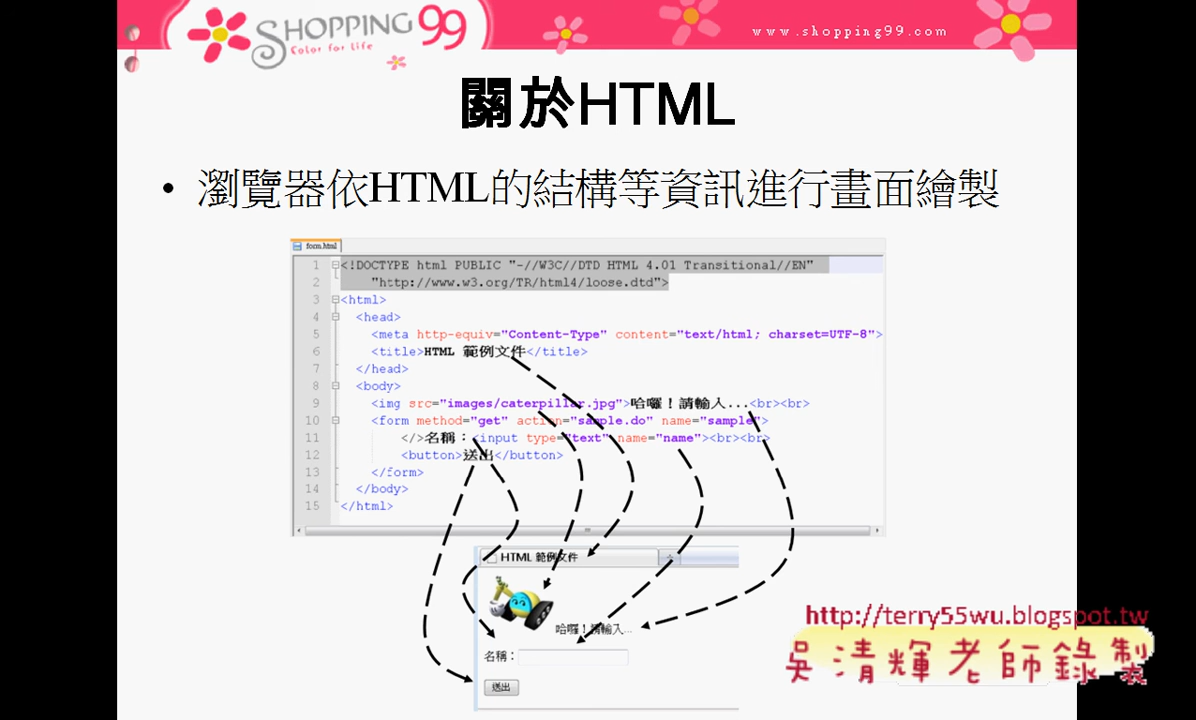 SHOPPING 99
Color for Life
www.shopping99.com
關於HTML
• 瀏覽器依HTML的結構等資訊進行畫面繪製
form.html
1 <!DOCTYPE html PUBLIC "-//W3C//DTD HTML 4.01 Transitional//EN"
2 "http://www.w3.org/TR/html4/loose.dtd">
3 <html>
4 <head>
5 <meta http-equiv="Content-Type" content="text/html; charset=UTF-8">
6 <title>HTML 範例文件</title>
7 </head>
8 <body>
9 <img src="images/caterpillar.jpg">哈囉！請輸入...<br><br>
10 <form method="get" action="sample.do" name="sample">
11 </>名稱：<input type="text" name="name"><br><br>
12 <button>送出</button>
13 </form>
14 </body>
15 </html>
HTML 範例文件
哈囉！請輸入...
名稱：
送出
http://terry55wu.blogspot.tw
吳清輝老師錄製